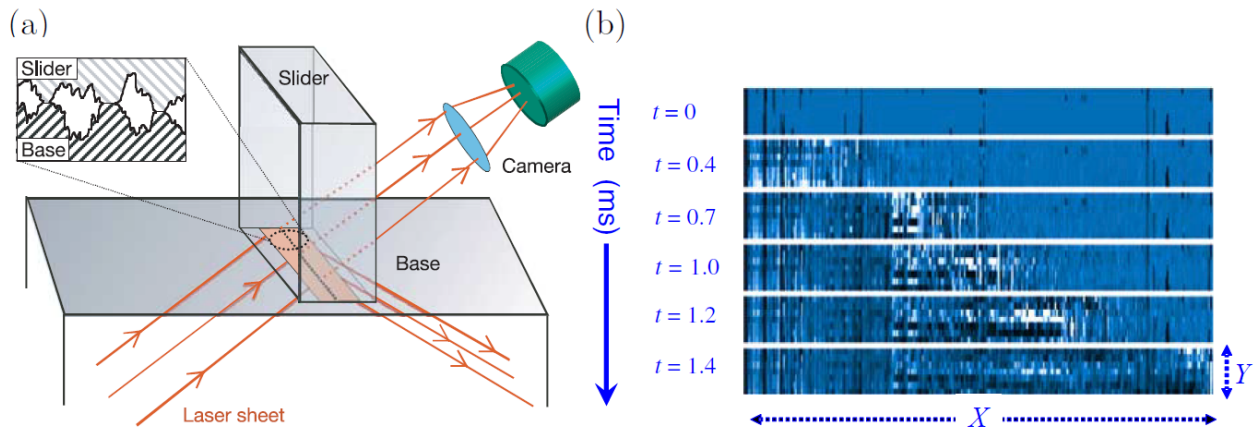 (a)
Slider
Base
Slider
Camera
Base
Laser sheet
(b)
Time (ms)
t = 0
t = 0.4
t = 0.7
t = 1.0
t = 1.2
t = 1.4
Y
X